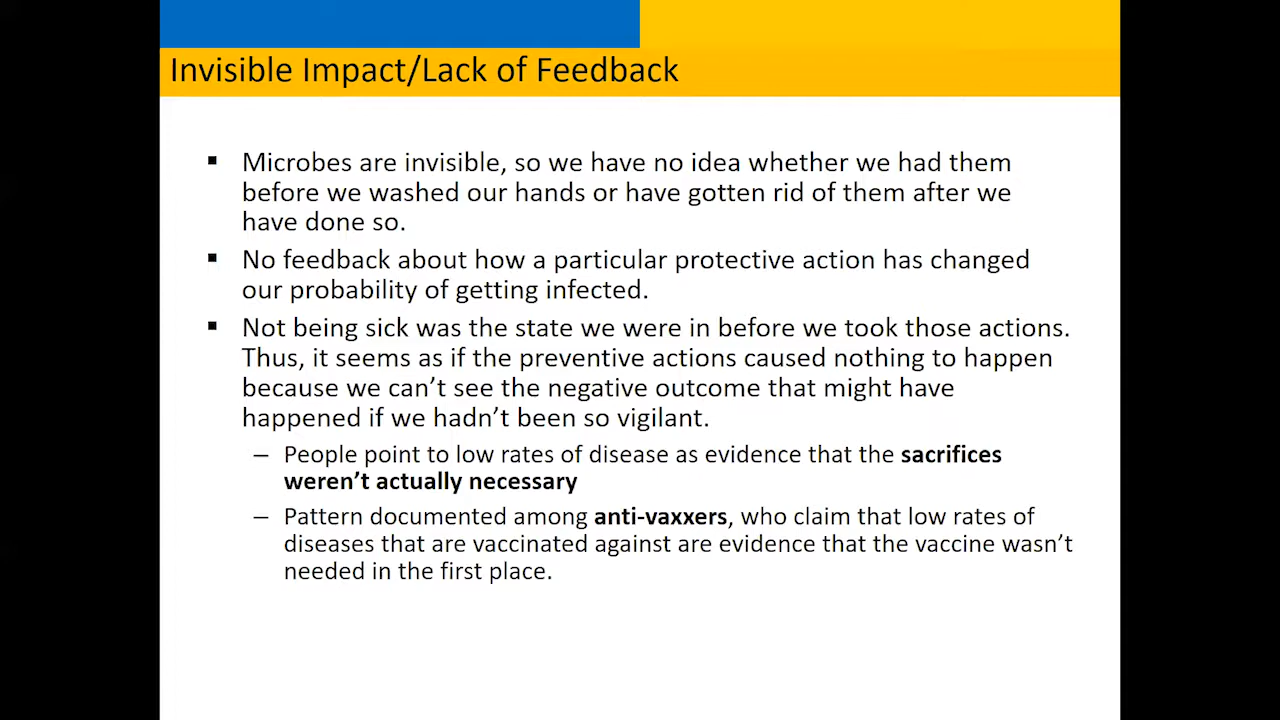 Invisible Impact/Lack of Feedback
▪ Microbes are invisible, so we have no idea whether we had them
before we washed our hands or have gotten rid of them after we
have done so.
▪ No feedback about how a particular protective action has changed
our probability of getting infected.
▪ Not being sick was the state we were in before we took those actions.
Thus, it seems as if the preventive actions caused nothing to happen
because we can’t see the negative outcome that might have
happened if we hadn’t been so vigilant.
– People point to low rates of disease as evidence that the sacrifices
weren’t actually necessary
– Pattern documented among anti-vaxxers, who claim that low rates of
diseases that are vaccinated against are evidence that the vaccine wasn’t
needed in the first place.